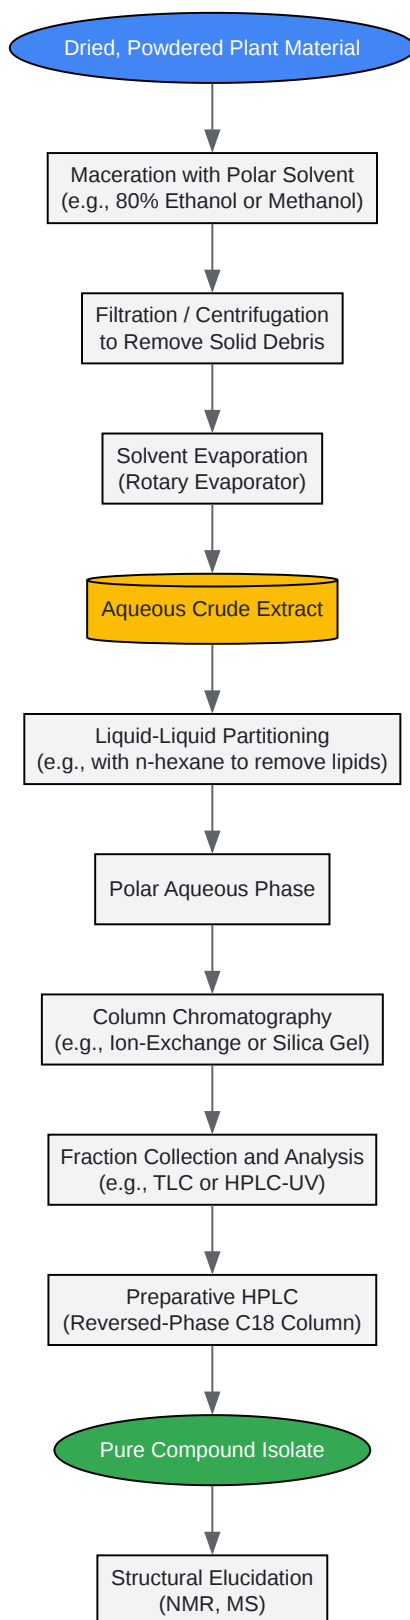 Dried, Powdered Plant Material
Maceration with Polar Solvent
(e.g., 80% Ethanol or Methanol)
Filtration / Centrifugation
to Remove Solid Debris
Solvent Evaporation
(Rotary Evaporator)
Aqueous Crude Extract
Liquid-Liquid Partitioning
(e.g., with n-hexane to remove lipids)
Polar Aqueous Phase
Column Chromatography
(e.g., Ion-Exchange or Silica Gel)
Fraction Collection and Analysis
(e.g., TLC or HPLC-UV)
Preparative HPLC
(Reversed-Phase C18 Column)
Pure Compound Isolate
Structural Elucidation
(NMR, MS)